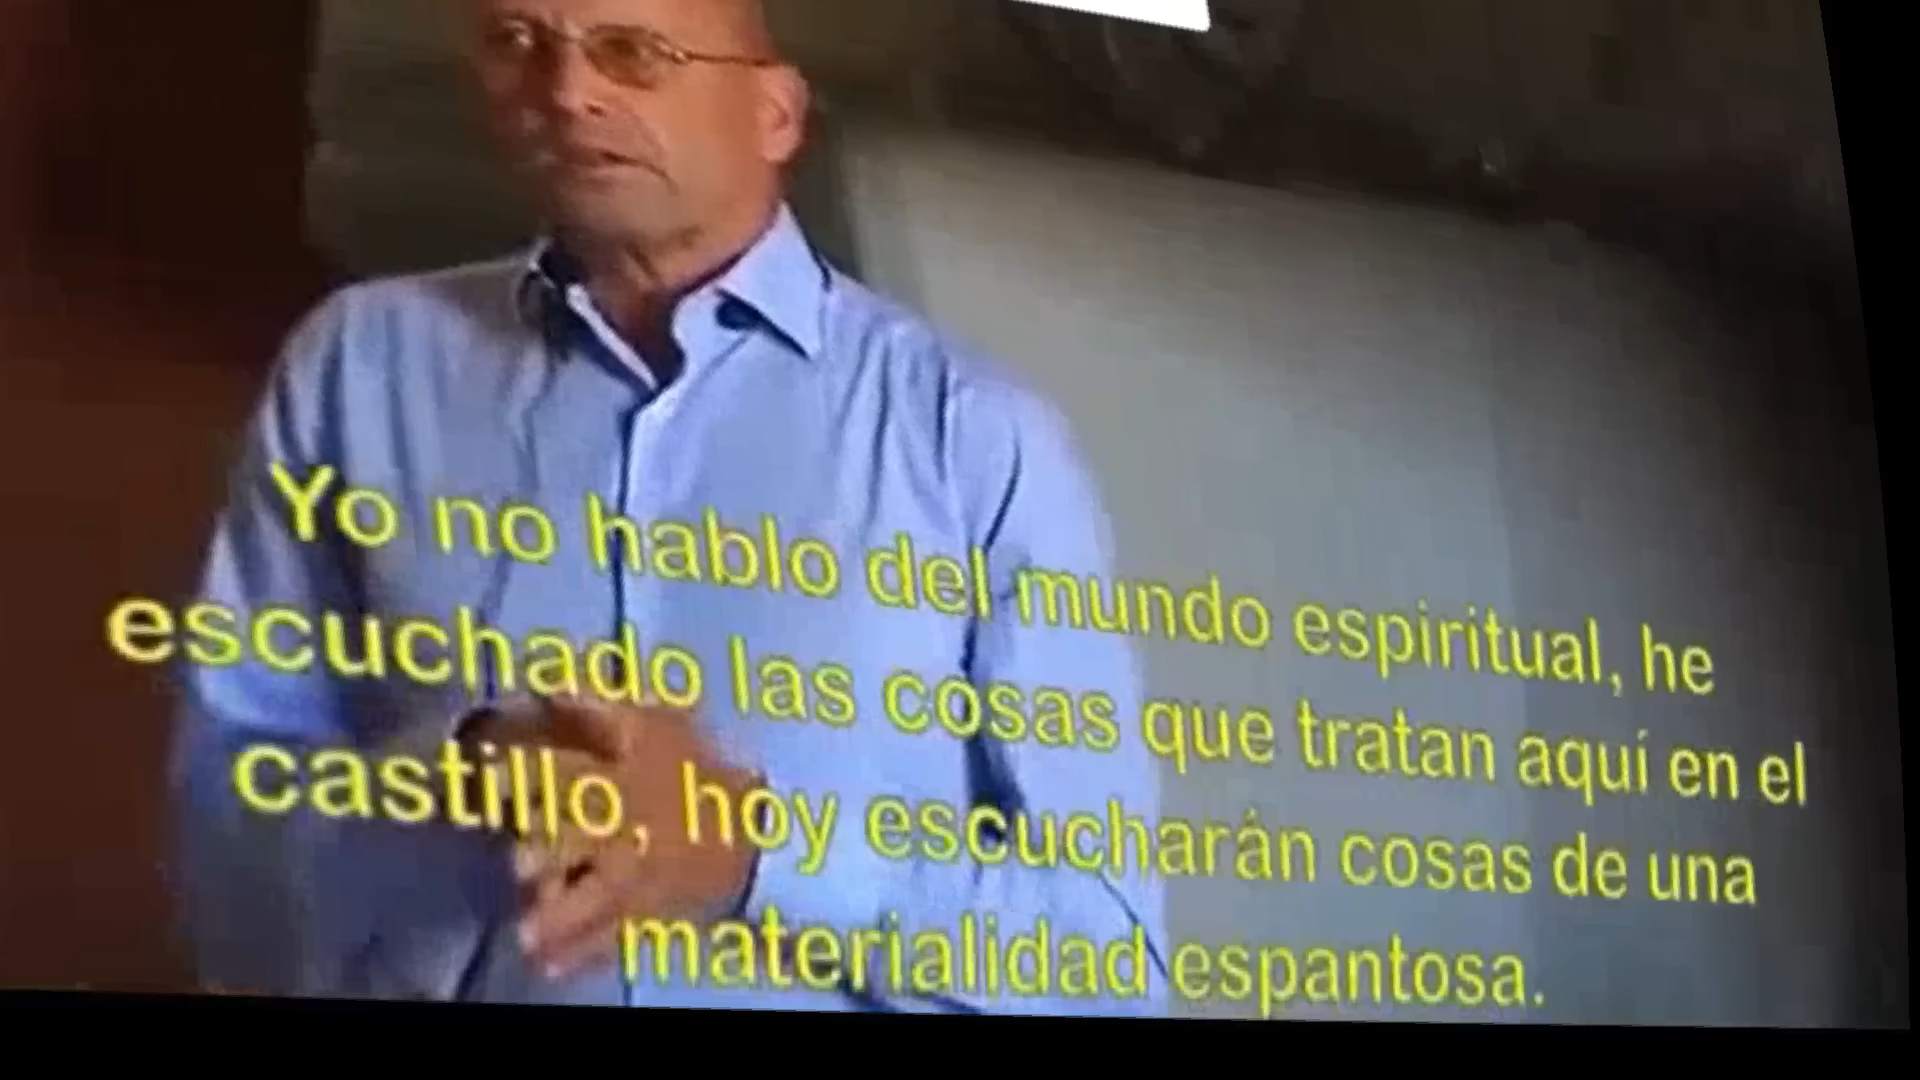 Yo no hablo del mundo espiritual, he
escuchado las cosas que tratan aquí en el
castillo, hoy escucharán cosas de una
materialidad espantosa.